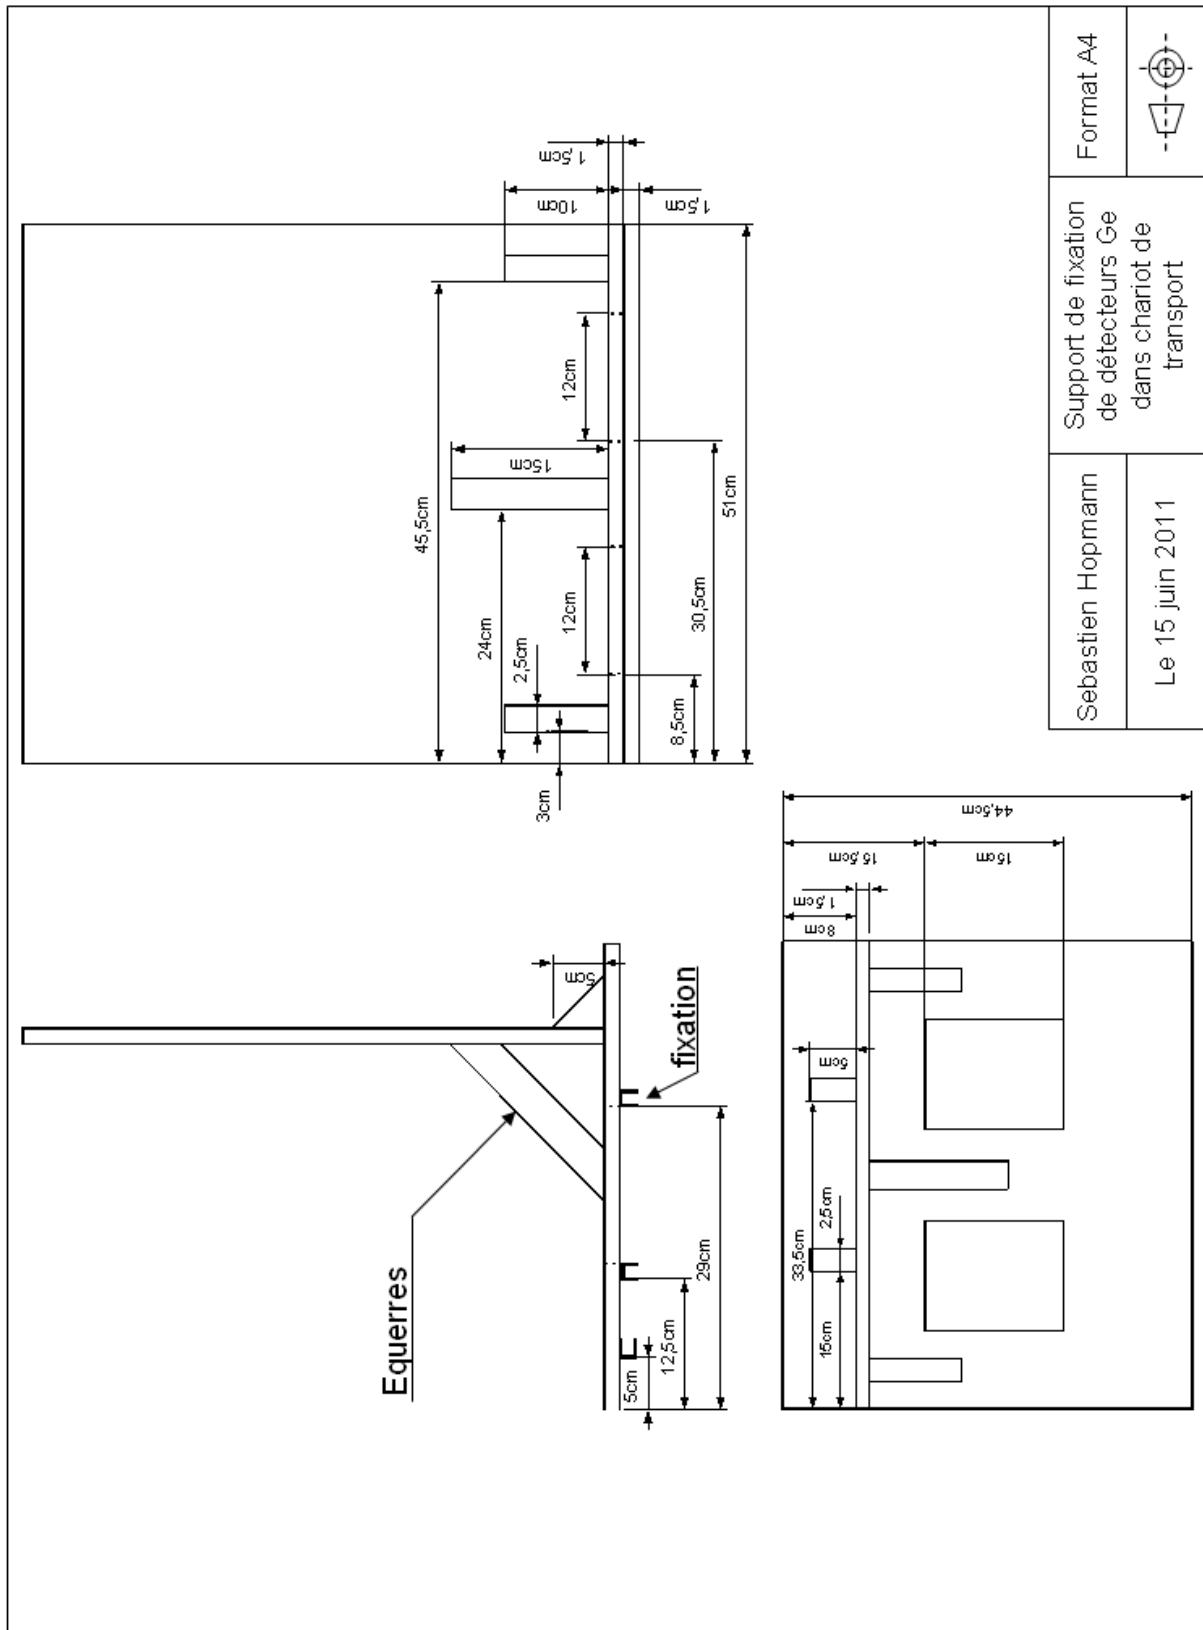 1,5cm
10cm
1,5cm
45,5cm
12cm
15cm
24cm
12cm
2,5cm
3cm
8,5cm
30,5cm
51cm
5cm
fixation
Equerres
5cm
12,5cm
29cm
44,5cm
15,5cm
15cm
1,5cm
8cm
5cm
33,5cm
2,5cm
15cm
Sebastien Hopmann
Le 15 juin 2011
Support de fixation
de détecteurs Ge
dans chariot de
transport
Format A4